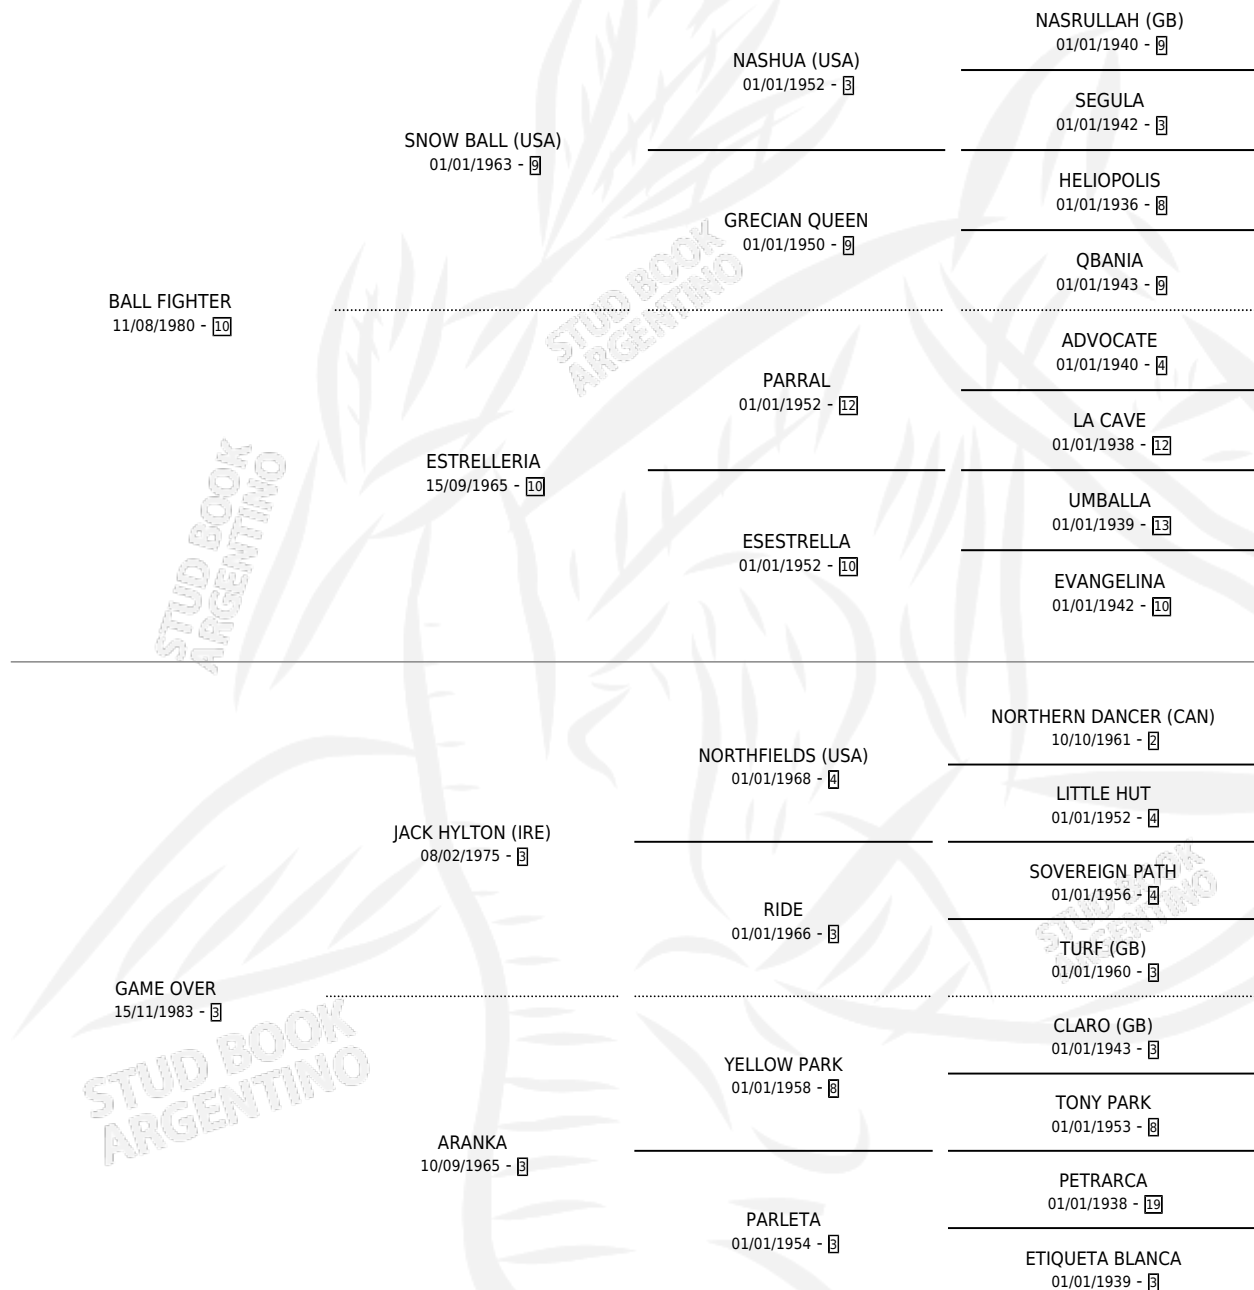 NASRULLAH (GB)
01/01/1940 - 9
NASHUA (USA)
01/01/1952 - 3
SEGULA
01/01/1942 - 3
SNOW BALL (USA)
01/01/1963 - 9
HELIOPOLIS
01/01/1936 - 8
GRECIAN QUEEN
01/01/1950 - 9
QBANIA
01/01/1943 - 9
BALL FIGHTER
11/08/1980 - 10
ADVOCATE
01/01/1940 - 4
PARRAL
01/01/1952 - 12
LA CAVE
01/01/1938 - 12
ESTRELLERIA
15/09/1965 - 10
UMBALLA
01/01/1939 - 13
ESESTRELLA
01/01/1952 - 10
EVANGELINA
01/01/1942 - 10
NORTHERN DANCER (CAN)
10/10/1961 - 2
NORTHFIELDS (USA)
01/01/1968 - 4
LITTLE HUT
01/01/1952 - 4
JACK HYLTON (IRE)
08/02/1975 - 3
SOVEREIGN PATH
01/01/1956 - 4
RIDE
01/01/1966 - 3
TURF (GB)
01/01/1960 - 3
GAME OVER
15/11/1983 - 3
CLARO (GB)
01/01/1943 - 3
YELLOW PARK
01/01/1958 - 8
TONY PARK
01/01/1953 - 8
ARANKA
10/09/1965 - 3
PETRARCA
01/01/1938 - 19
PARLETA
01/01/1954 - 3
ETIQUETA BLANCA
01/01/1939 - 3
STUD BOOK
ARGENTINO
STUD BOOK
ARGENTINO
STUD BOOK
ARGENTINO
STUD BOOK
ARGENTINO